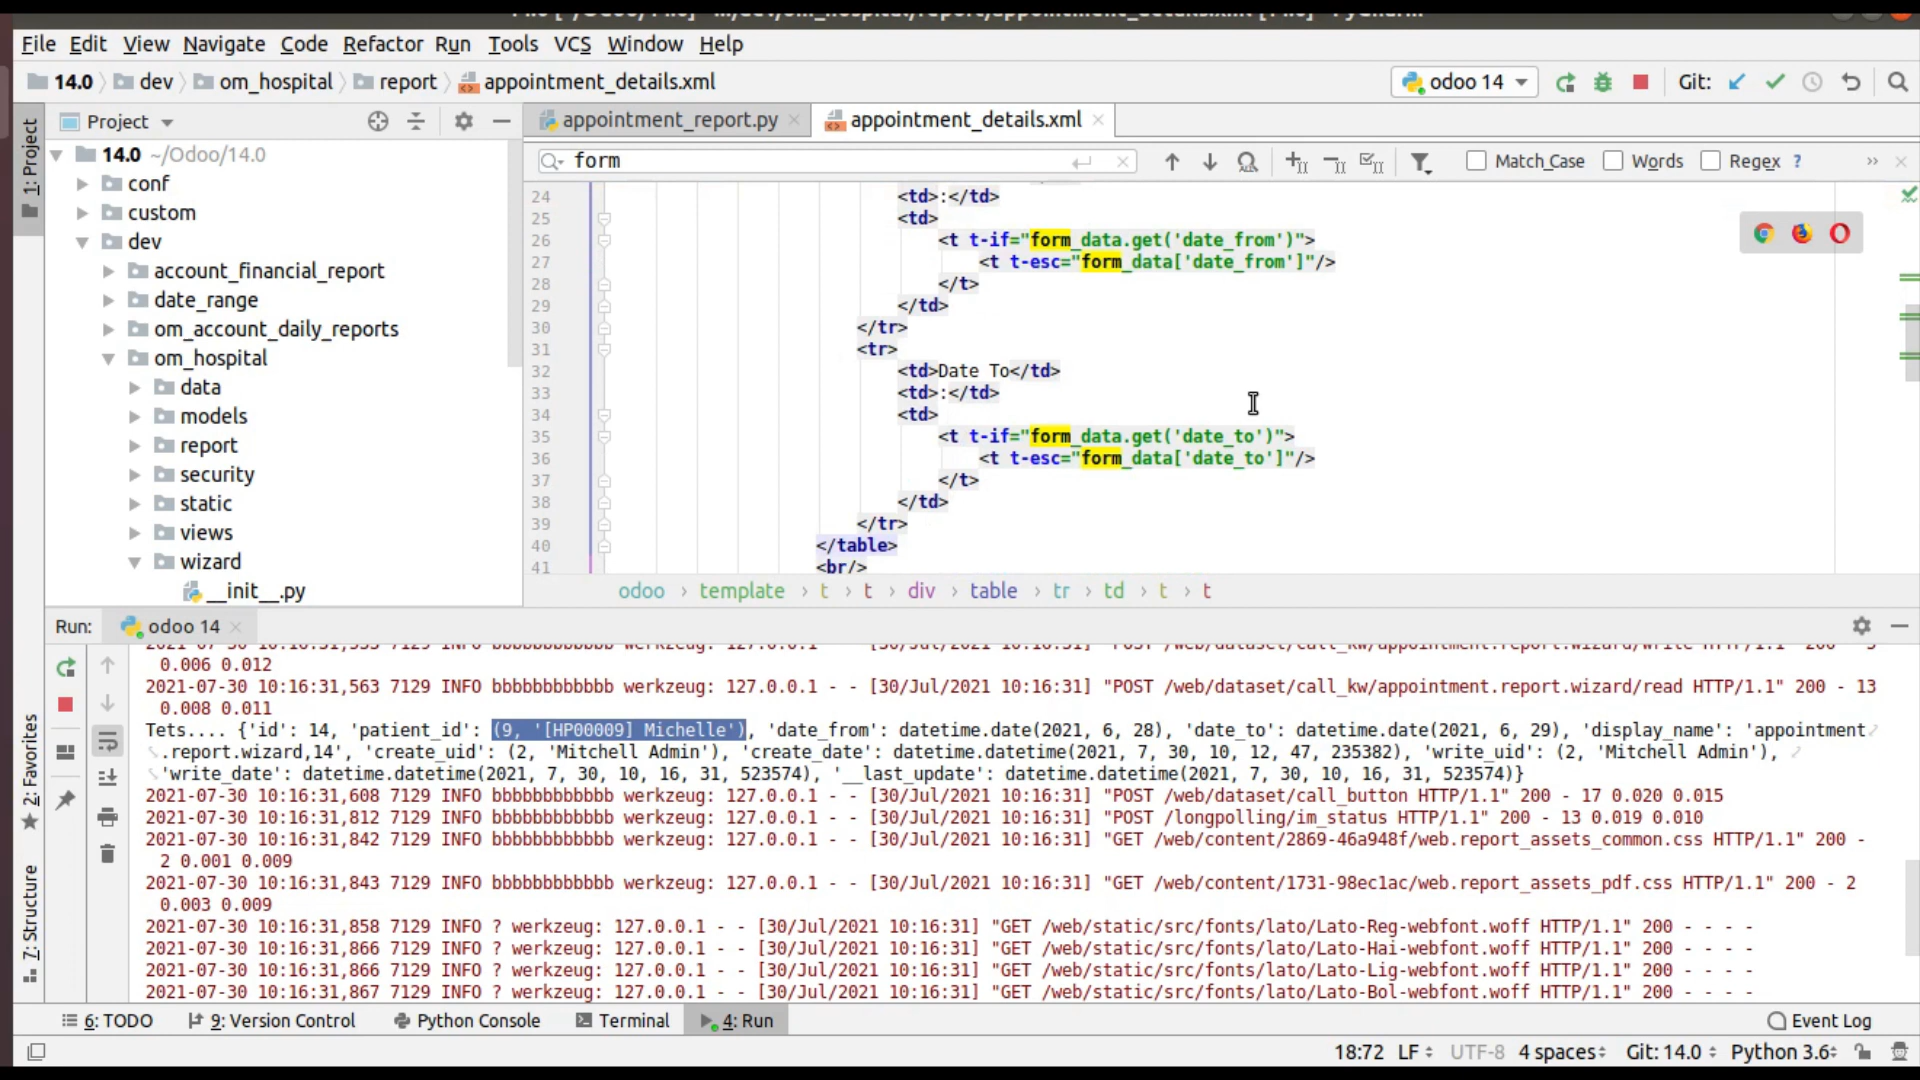 File Edit View Navigate Code Refactor Run Tools VCS Window Help
14.0 dev om_hospital report appointment_details.xml odoo 14 Git:
1: Project Project appointment_report.py appointment_details.xml
form Match Case Words Regex ?
14.0 ~/Odoo/14.0
conf
custom
dev
account_financial_report
date_range
om_account_daily_reports
om_hospital
data
models
report
security
static
views
wizard
__init__.py
24 <td>:</td>
25 <td>
26 <t t-if="form_data.get('date_from')">
27 <t t-esc="form_data['date_from']"/>
28 </t>
29 </td>
30 </tr>
31 <tr>
32 <td>Date To</td>
33 <td>:</td>
34 <td>
35 <t t-if="form_data.get('date_to')">
36 <t t-esc="form_data['date_to']"/>
37 </t>
38 </td>
39 </tr>
40 </table>
41 <br/>
odoo › template › t › t › div › table › tr › td › t › t
Run: odoo 14
0.006 0.012
2021-07-30 10:16:31,563 7129 INFO bbbbbbbbbbbb werkzeug: 127.0.0.1 - - [30/Jul/2021 10:16:31] "POST /web/dataset/call_kw/appointment.report.wizard/read HTTP/1.1" 200 - 13
0.008 0.011
Tets.... {'id': 14, 'patient_id': (9, '[HP00009] Michelle'), 'date_from': datetime.date(2021, 6, 28), 'date_to': datetime.date(2021, 6, 29), 'display_name': 'appointment
.report.wizard,14', 'create_uid': (2, 'Mitchell Admin'), 'create_date': datetime.datetime(2021, 7, 30, 10, 12, 47, 235382), 'write_uid': (2, 'Mitchell Admin'),
'write_date': datetime.datetime(2021, 7, 30, 10, 16, 31, 523574), '__last_update': datetime.datetime(2021, 7, 30, 10, 16, 31, 523574)}
2021-07-30 10:16:31,608 7129 INFO bbbbbbbbbbbb werkzeug: 127.0.0.1 - - [30/Jul/2021 10:16:31] "POST /web/dataset/call_button HTTP/1.1" 200 - 17 0.020 0.015
2021-07-30 10:16:31,812 7129 INFO bbbbbbbbbbbb werkzeug: 127.0.0.1 - - [30/Jul/2021 10:16:31] "POST /longpolling/im_status HTTP/1.1" 200 - 13 0.019 0.010
2021-07-30 10:16:31,842 7129 INFO bbbbbbbbbbbb werkzeug: 127.0.0.1 - - [30/Jul/2021 10:16:31] "GET /web/content/2869-46a948f/web.report_assets_common.css HTTP/1.1" 200 -
2 0.001 0.009
2021-07-30 10:16:31,843 7129 INFO bbbbbbbbbbbb werkzeug: 127.0.0.1 - - [30/Jul/2021 10:16:31] "GET /web/content/1731-98ec1ac/web.report_assets_pdf.css HTTP/1.1" 200 - 2
0.003 0.009
2021-07-30 10:16:31,858 7129 INFO ? werkzeug: 127.0.0.1 - - [30/Jul/2021 10:16:31] "GET /web/static/src/fonts/lato/Lato-Reg-webfont.woff HTTP/1.1" 200 - - - -
2021-07-30 10:16:31,866 7129 INFO ? werkzeug: 127.0.0.1 - - [30/Jul/2021 10:16:31] "GET /web/static/src/fonts/lato/Lato-Hai-webfont.woff HTTP/1.1" 200 - - - -
2021-07-30 10:16:31,866 7129 INFO ? werkzeug: 127.0.0.1 - - [30/Jul/2021 10:16:31] "GET /web/static/src/fonts/lato/Lato-Lig-webfont.woff HTTP/1.1" 200 - - - -
2021-07-30 10:16:31,867 7129 INFO ? werkzeug: 127.0.0.1 - - [30/Jul/2021 10:16:31] "GET /web/static/src/fonts/lato/Lato-Bol-webfont.woff HTTP/1.1" 200 - - - -
2: Favorites
7: Structure
6: TODO 9: Version Control Python Console Terminal 4: Run Event Log
18:72 LF UTF-8 4 spaces Git: 14.0 Python 3.6